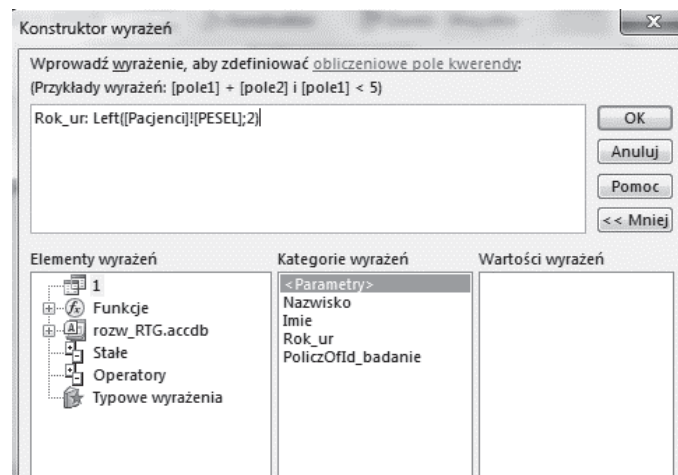 Konstruktor wyrażeń
Wprowadź wyrażenie, aby zdefiniować obliczeniowe pole kwerendy:
(Przykłady wyrażeń: [pole1] + [pole2] i [pole1] < 5)
Rok_ur: Left([Pacjenci]![PESEL];2)
OK
Anuluj
Pomoc
<< Mniej
Elementy wyrażeń
1
Funkcje
rozw_RTG.accdb
Stałe
Operatory
Typowe wyrażenia
Kategorie wyrażeń
<Parametry>
Nazwisko
Imie
Rok_ur
PoliczOfId_badanie
Wartości wyrażeń